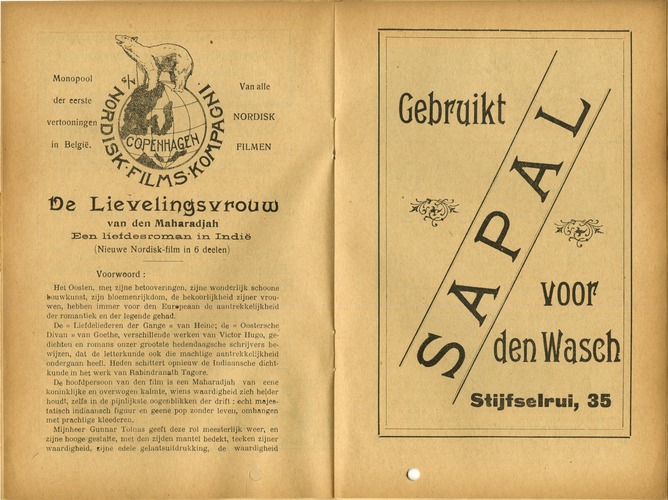 Monopool
der eerste
vertooningen
in België.
A/s NORDISK·FILMS·KOMPAGNI.
COPENHAGEN
Van alle
NORDISK
FILMEN
De Lievelingsvrouw
van den Maharadjah
Een liefdesroman in Indië
(Nieuwe Nordisk-film in 6 deelen)
Voorwoord :
Het Oosten, met zijne betooveringen, zijne wonderlijk schoone
bouwkunst, zijn bloemenrijkdom, de bekoorlijkheid zijner vrou-
wen, hebben immer voor den Europeaan de aantrekkelijkheid
der romantiek en der legende gehad.
De « Liefdeliederen der Gange » van Heine; de « Oostersche
Divan » van Goethe, verschillende werken van Victor Hugo, ge-
dichten en romans onzer grootste hedendaagsche schrijvers be-
wijzen, dat de letterkunde ook die machtige aantrekkelijkheid
ondergaan heeft. Heden schittert opnieuw de Indiaansche dicht-
kunde in het werk van Rabindranath Tagore.
De hoofdpersoon van den film is een Maharadjah van eene
koninklijke en overwogen kalmte, wiens waardigheid zich helder
houdt, zelfs in de pijnlijkste oogenblikken der drift : echt majes-
tatisch indiaansch figuur en geene pop zonder leven, omhangen
met prachtige kleederen.
Mijnheer Gunnar Tolnas geeft deze rol meesterlijk weer, en
zijne hooge gestalte, met den zijden mantel bedekt, teeken zijner
waardigheid, zijne edele gelaatsuitdrukking, de waardigheid
Gebruikt
SAPAL
voor
den Wasch
Stijfselrui, 35